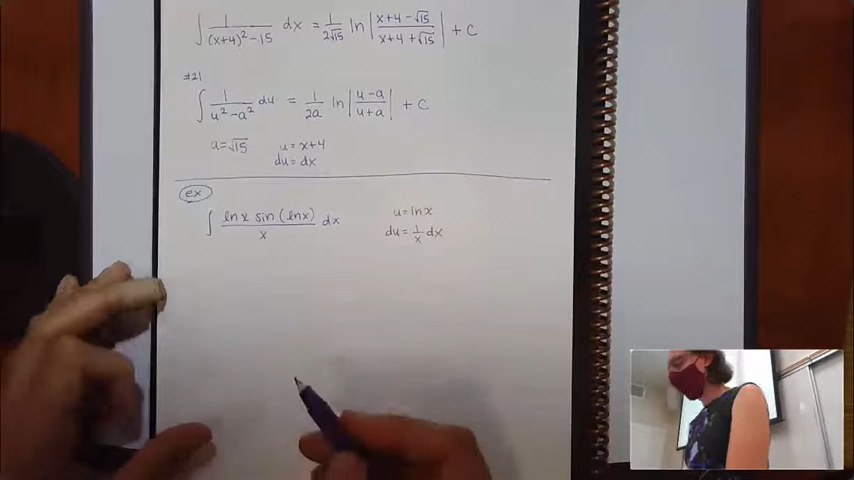 ∫ 1/((x+4)² - 15) dx = 1/(2√15) ln |(x+4-√15)/(x+4+√15)| + C
#21
∫ 1/(u² - a²) du = 1/(2a) ln |(u-a)/(u+a)| + C
a=√15 u=x+4
du=dx
ex
∫ (ln x sin (ln x))/x dx u=ln x
du= 1/x dx